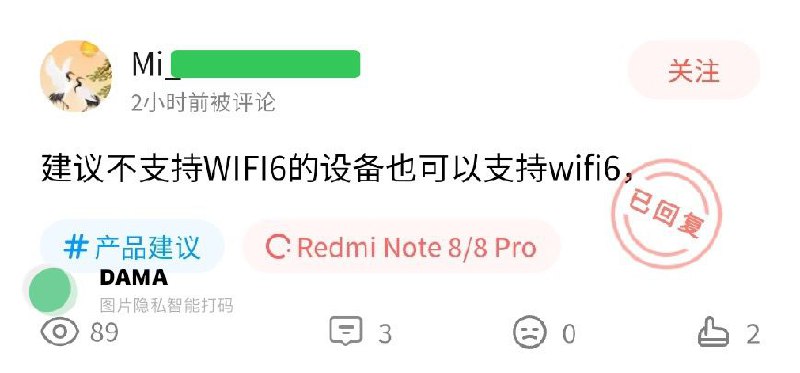 Mi_
关注
2小时前被评论
建议不支持WIFI6的设备也可以支持wifi6，
已回复
# 产品建议
Redmi Note 8/8 Pro
DAMA
图片隐私智能打码
89
3
0
2